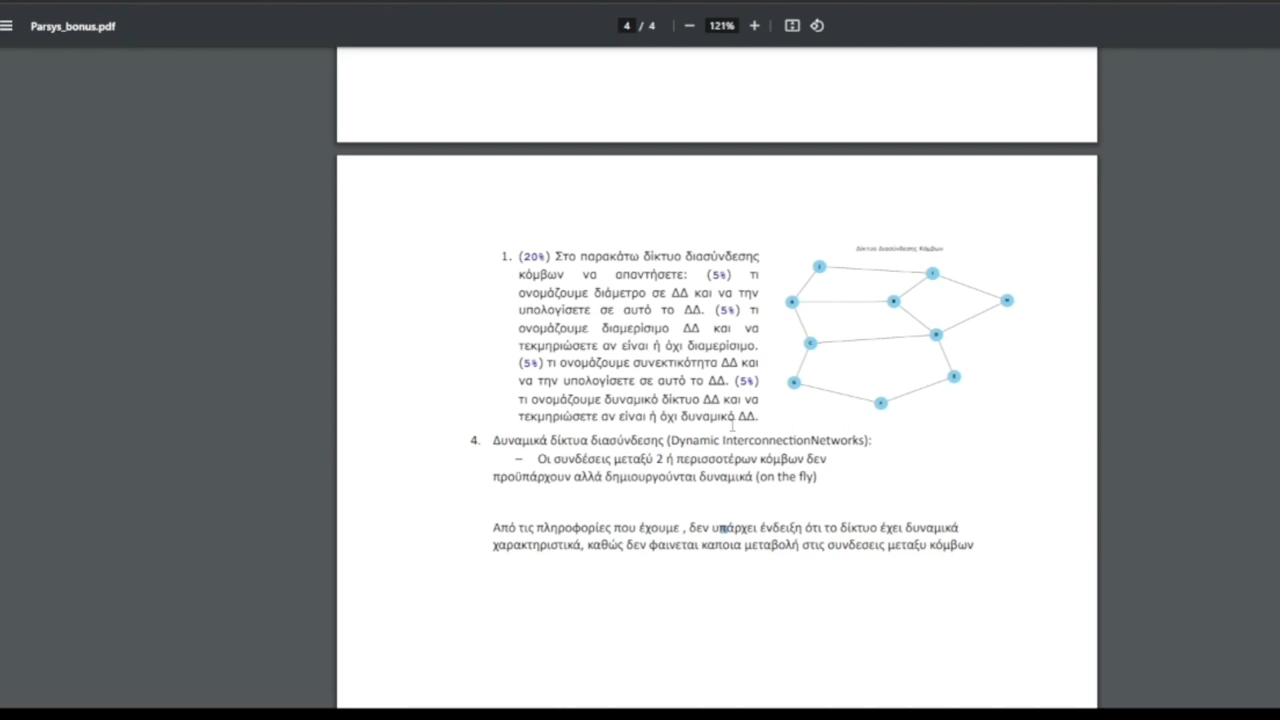 Parsys_bonus.pdf
4 / 4
121%
1. (20%) Στο παρακάτω δίκτυο διασύνδεσης
κόμβων να απαντήσετε: (5%) τι
ονομάζουμε διάμετρο σε ΔΔ και να την
υπολογίσετε σε αυτό το ΔΔ. (5%) τι
ονομάζουμε διαμερίσιμο ΔΔ και να
τεκμηριώσετε αν είναι ή όχι διαμερίσιμο.
(5%) τι ονομάζουμε συνεκτικότητα ΔΔ και
να την υπολογίσετε σε αυτό το ΔΔ. (5%)
τι ονομάζουμε δυναμικό δίκτυο ΔΔ και να
τεκμηριώσετε αν είναι ή όχι δυναμικό ΔΔ.
Δίκτυο Διασύνδεσης Κόμβων
4. Δυναμικά δίκτυα διασύνδεσης (Dynamic InterconnectionNetworks):
– Οι συνδέσεις μεταξύ 2 ή περισσοτέρων κόμβων δεν
προϋπάρχουν αλλά δημιουργούνται δυναμικά (on the fly)
Από τις πληροφορίες που έχουμε , δεν υπάρχει ένδειξη ότι το δίκτυο έχει δυναμικά
χαρακτηριστικά, καθώς δεν φαινεται καποια μεταβολή στις συνδεσεις μεταξυ κόμβων